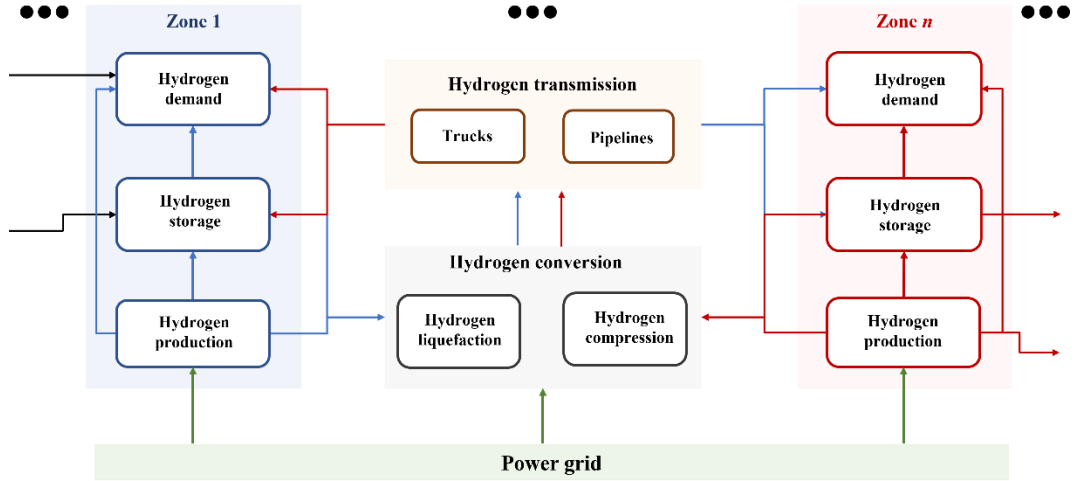 Zone 1
Zone n
Hydrogen
demand
Hydrogen transmission
Trucks
Pipelines
Hydrogen
demand
Hydrogen
storage
Hydrogen
storage
Hydrogen conversion
Hydrogen
liquefaction
Hydrogen
compression
Hydrogen
production
Hydrogen
production
Power grid